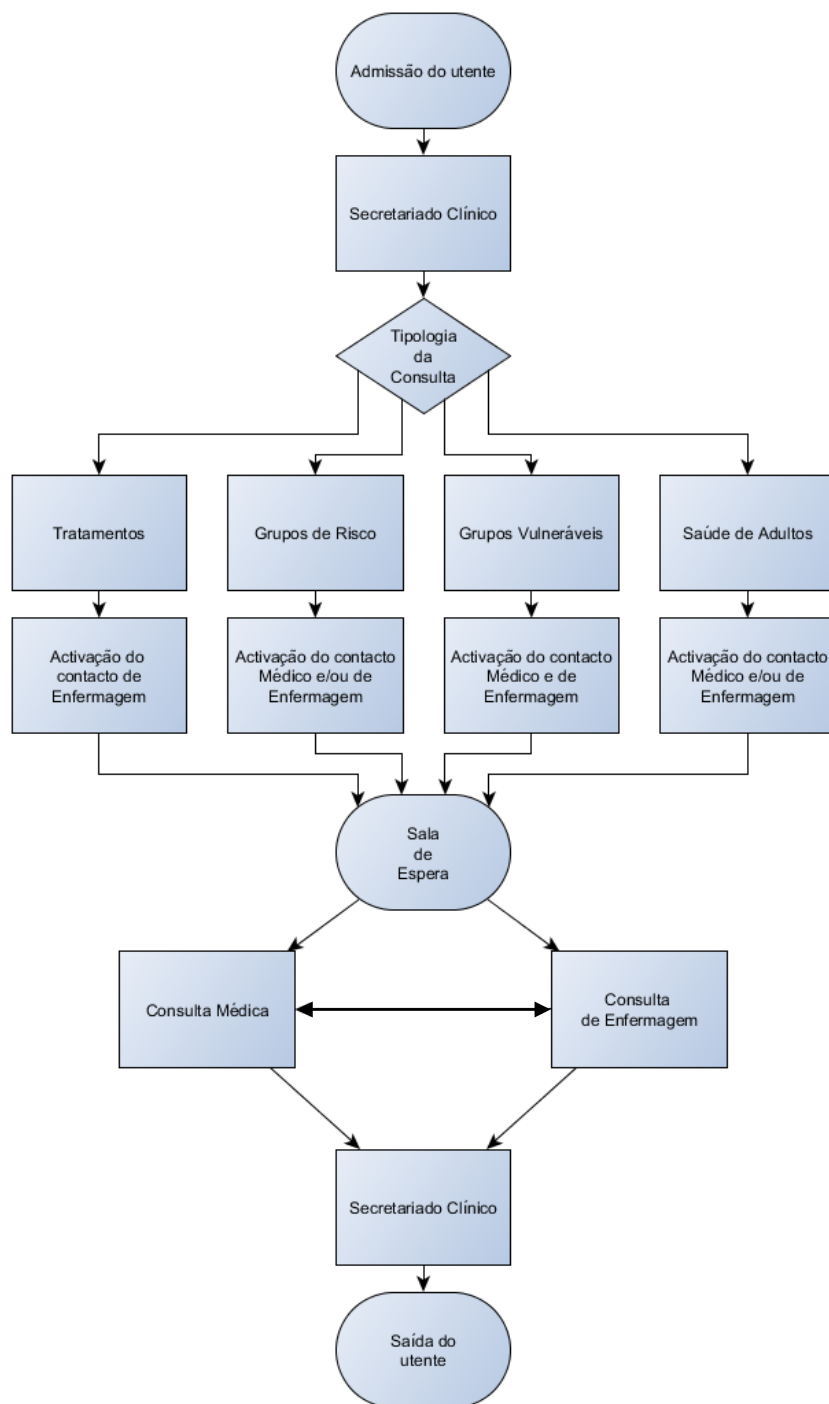 Admissão do utente
Secretariado Clínico
Tipologia
da
Consulta
Tratamentos
Grupos de Risco
Grupos Vulneráveis
Saúde de Adultos
Activação do
contacto de
Enfermagem
Activação do contacto
Médico e/ou de
Enfermagem
Activação do contacto
Médico e de
Enfermagem
Activação do contacto
Médico e/ou de
Enfermagem
Sala
de
Espera
Consulta Médica
Consulta
de Enfermagem
Secretariado Clínico
Saída do
utente